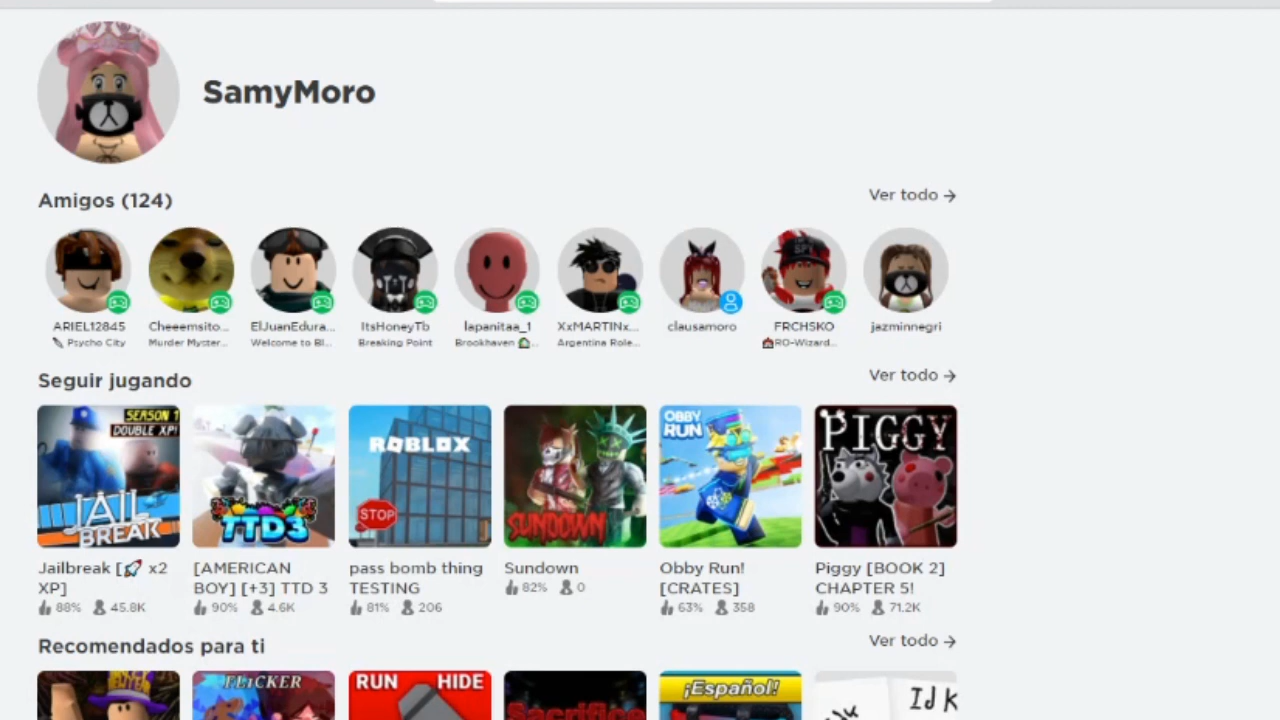 SamyMoro
Amigos (124)
Ver todo →
ARIEL12845
Cheeemsito...
ElJuanEdura...
ItsHoneyTb
lapanitaa_1
XxMARTINx...
clausamoro
FRCHSKO
jazminnegri
Psycho City
Murder Myster...
Welcome to Bl...
Breaking Point
Brookhaven ...
Argentina Role...
RO-Wizard...
Seguir jugando
Ver todo →
SEASON 1
DOUBLE XP!
JAIL
BREAK
TTD3
ROBLOX
STOP
SUNDOWN
OBBY
RUN
PIGGY
Jailbreak [🚀 x2
XP]
88% 45.8K
[AMERICAN
BOY] [+3] TTD 3
90% 4.6K
pass bomb thing
TESTING
81% 206
Sundown
82% 0
Obby Run!
[CRATES]
63% 358
Piggy [BOOK 2]
CHAPTER 5!
90% 71.2K
Recomendados para ti
Ver todo →
FLICKER
RUN HIDE
Sacrifice
¡Español!